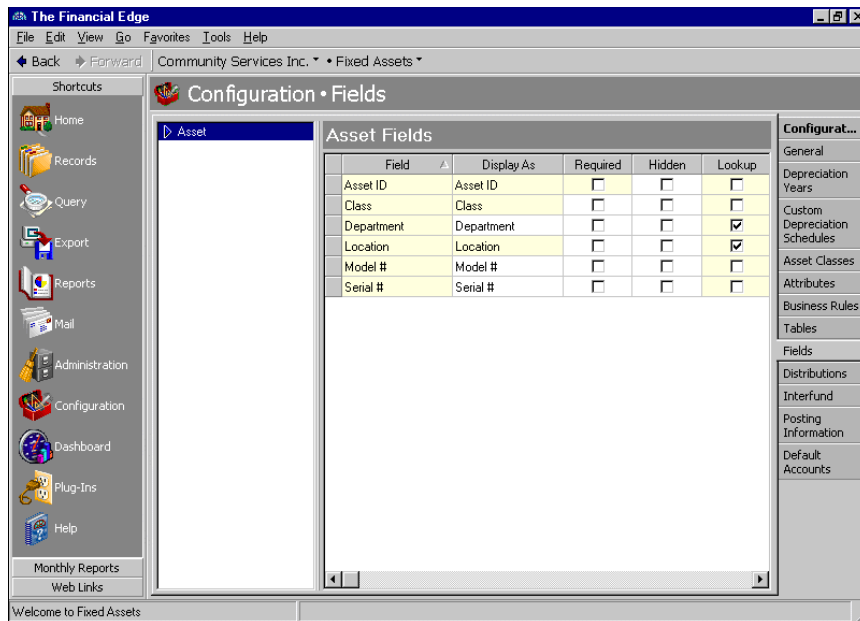 The Financial Edge
File Edit View Go Favorites Tools Help
Back Forward Community Services Inc. • Fixed Assets
Shortcuts
Home
Records
Query
Export
Reports
Mail
Administration
Configuration
Dashboard
Plug-Ins
Help
Monthly Reports
Web Links
Configuration • Fields
Asset
Asset Fields
Field Display As Required Hidden Lookup
Asset ID Asset ID
Class Class
Department Department
Location Location
Model # Model #
Serial # Serial #
Configurat...
General
Depreciation
Years
Custom
Depreciation
Schedules
Asset Classes
Attributes
Business Rules
Tables
Fields
Distributions
Interfund
Posting
Information
Default
Accounts
Welcome to Fixed Assets